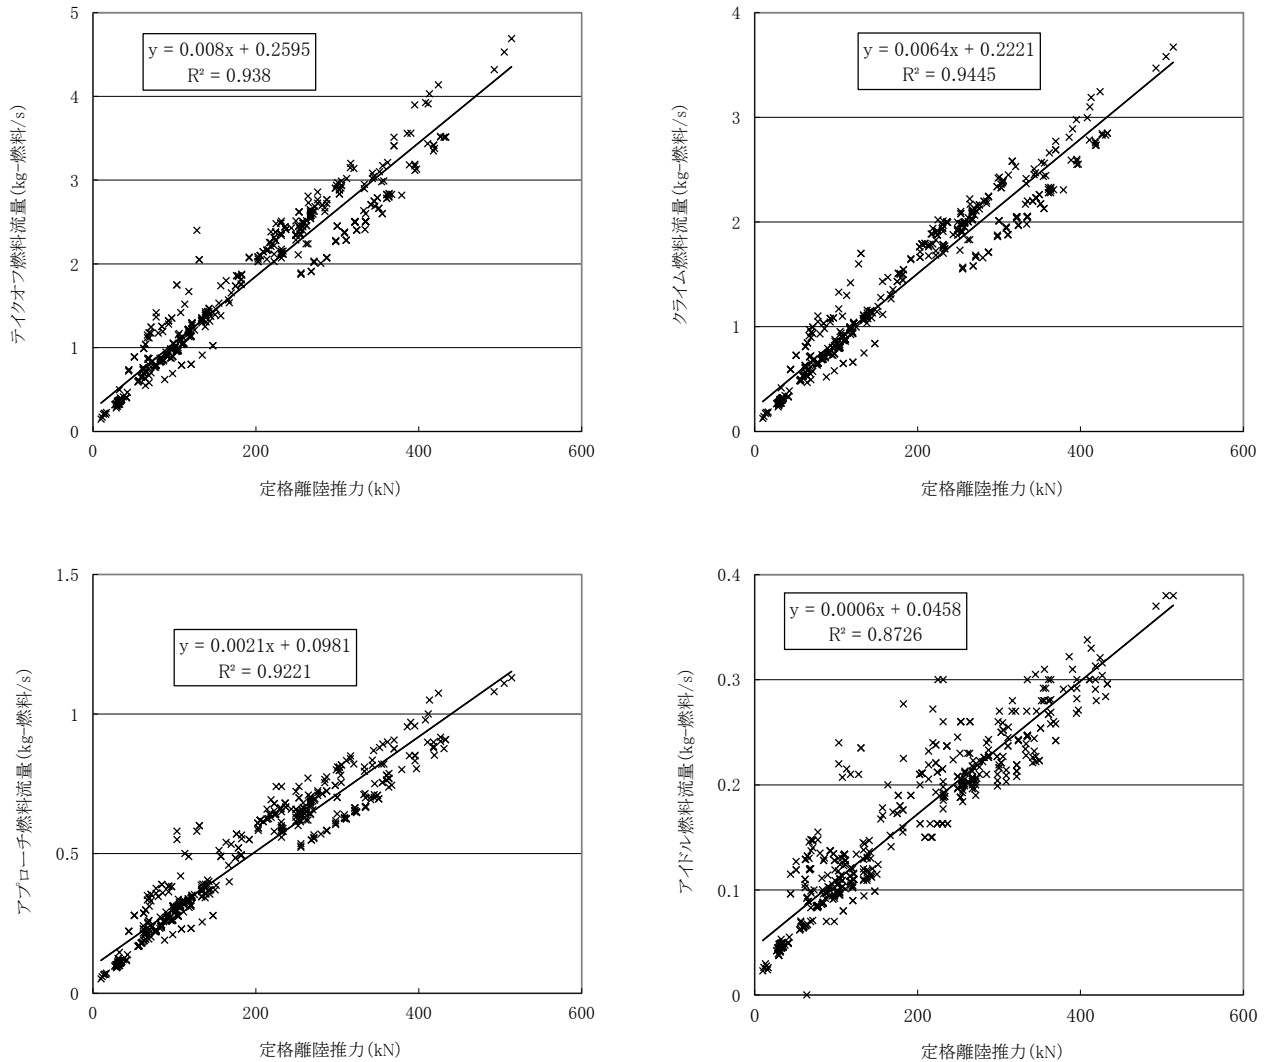 5
4
3
2
1
0
0
200
400
600
y = 0.008x + 0.2595
R² = 0.938
テイクオフ燃料流量(kg-燃料/s)
定格離陸推力(kN)
4
3
2
1
0
0
200
400
600
y = 0.0064x + 0.2221
R² = 0.9445
クライム燃料流量(kg-燃料/s)
定格離陸推力(kN)
1.5
1
0.5
0
0
200
400
600
y = 0.0021x + 0.0981
R² = 0.9221
アプローチ燃料流量(kg-燃料/s)
定格離陸推力(kN)
0.4
0.3
0.2
0.1
0
0
200
400
600
y = 0.0006x + 0.0458
R² = 0.8726
アイドル燃料流量(kg-燃料/s)
定格離陸推力(kN)